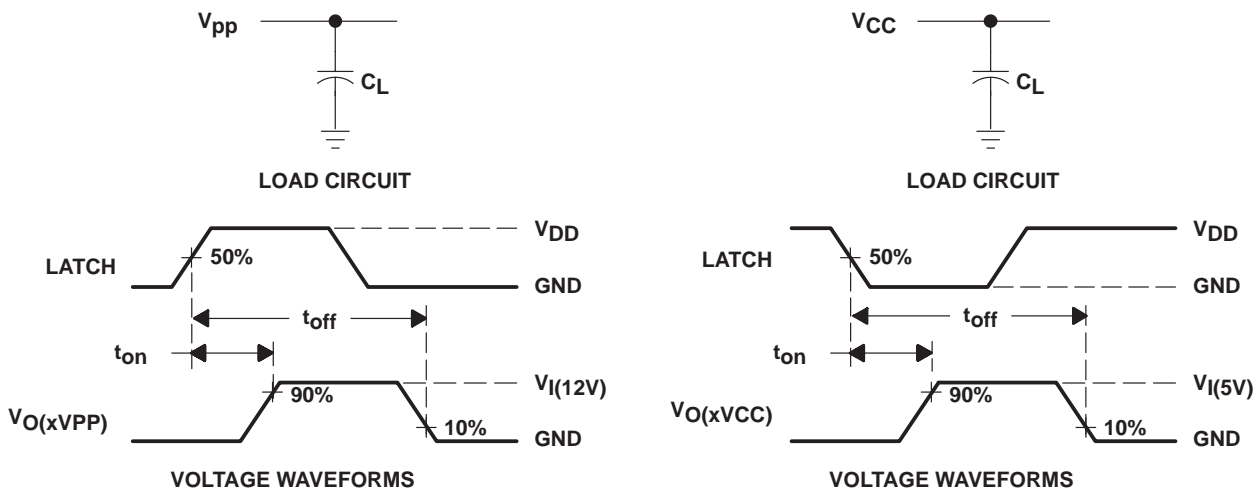 Vpp
CL
LOAD CIRCUIT
LATCH
50%
VDD
GND
toff
ton
VO(xVPP)
90%
10%
VI(12V)
GND
VOLTAGE WAVEFORMS
VCC
CL
LOAD CIRCUIT
LATCH
50%
VDD
GND
toff
ton
VO(xVCC)
90%
10%
VI(5V)
GND
VOLTAGE WAVEFORMS